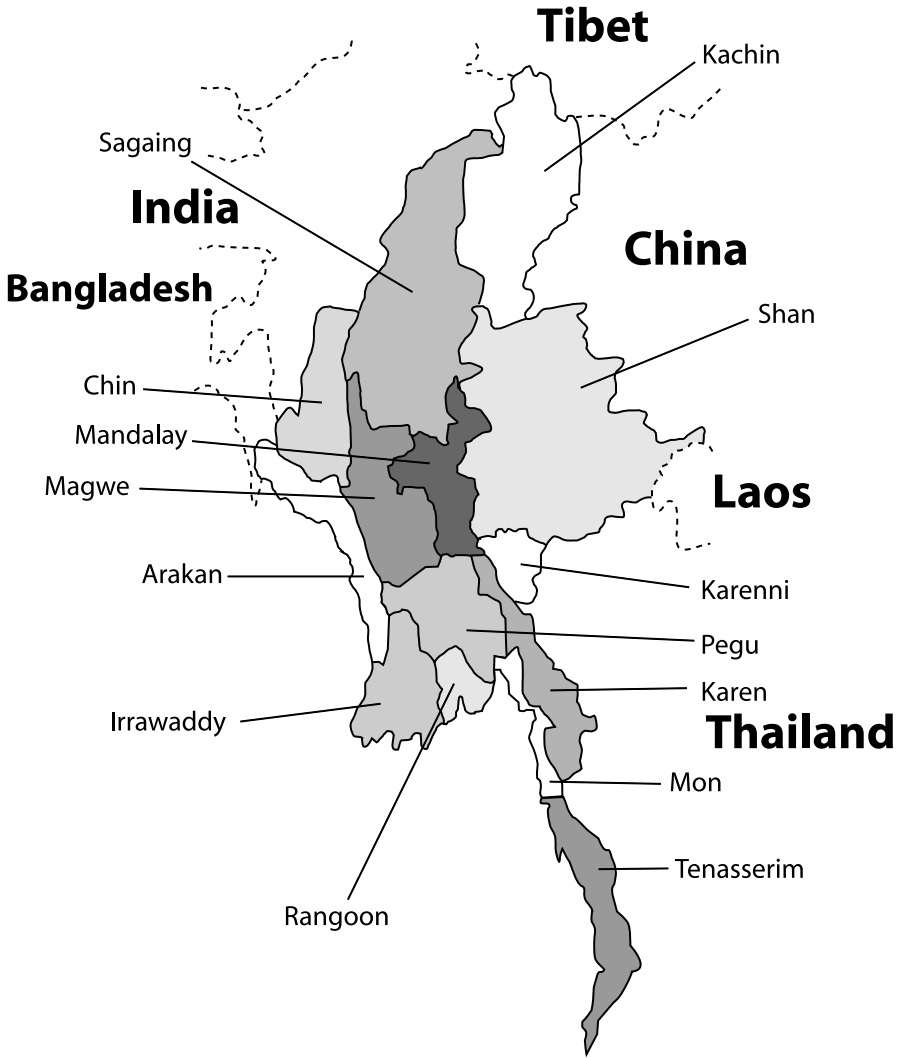 Tibet
Kachin
Sagaing
India
China
Bangladesh
Shan
Chin
Mandalay
Magwe
Laos
Arakan
Karenni
Pegu
Karen
Irrawaddy
Thailand
Mon
Tenasserim
Rangoon